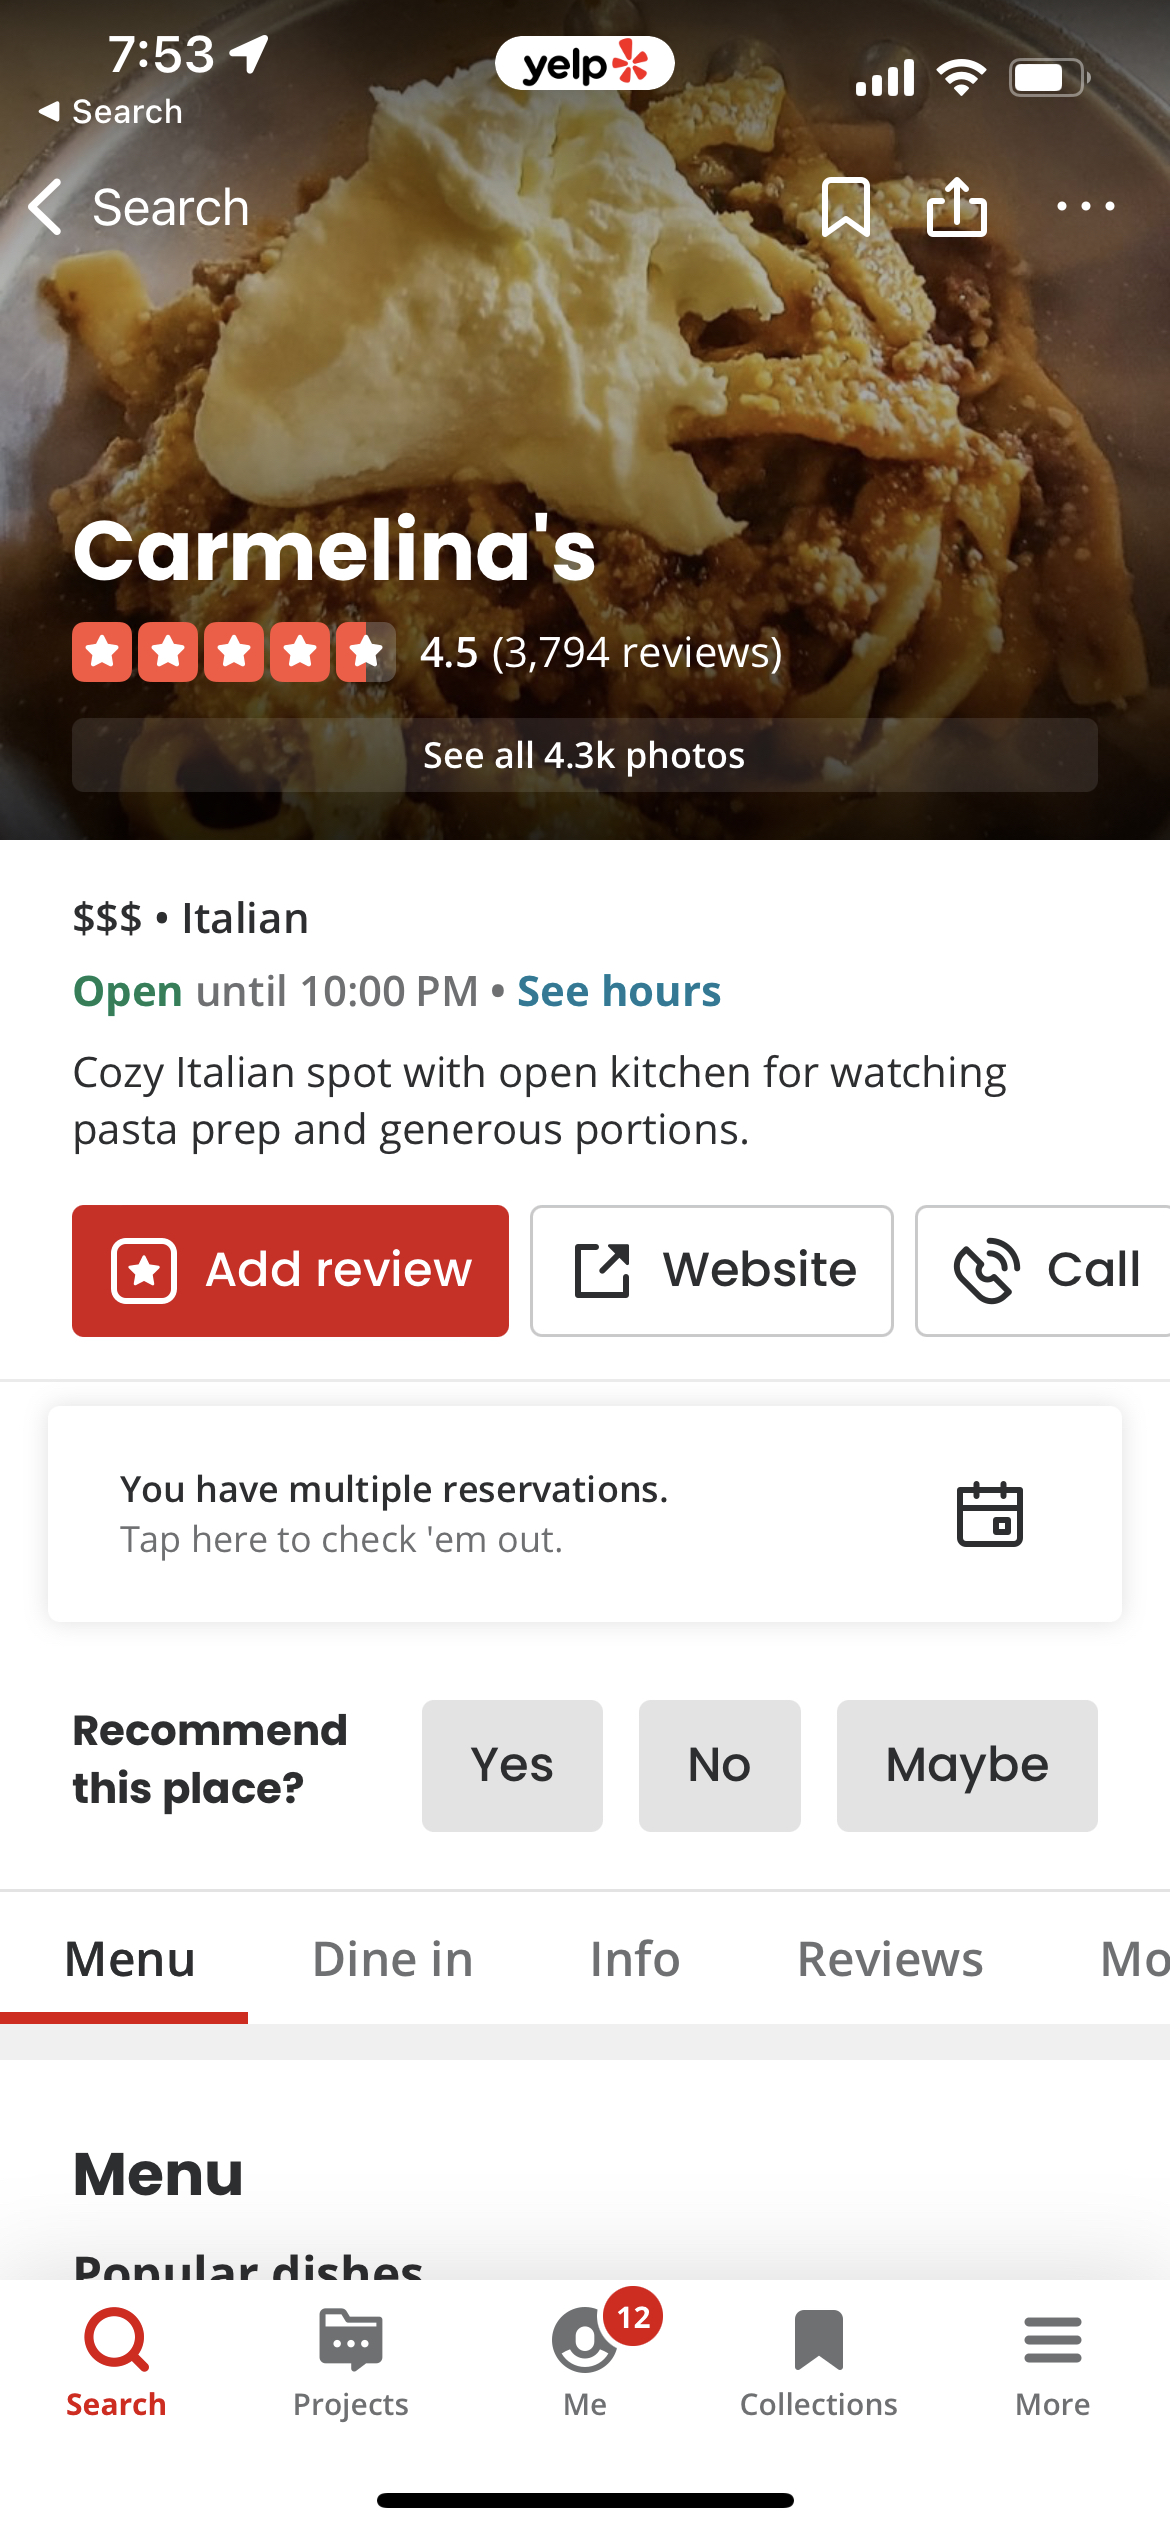 7:53
yelp
Search
Search
Carmelina's
4.5 (3,794 reviews)
See all 4.3k photos
$$$ • Italian
Open until 10:00 PM • See hours
Cozy Italian spot with open kitchen for watching
pasta prep and generous portions.
Add review
Website
Call
You have multiple reservations.
Tap here to check 'em out.
Recommend
this place?
Yes
No
Maybe
Menu
Dine in
Info
Reviews
Mo
Menu
Popular dishes
12
Search
Projects
Me
Collections
More